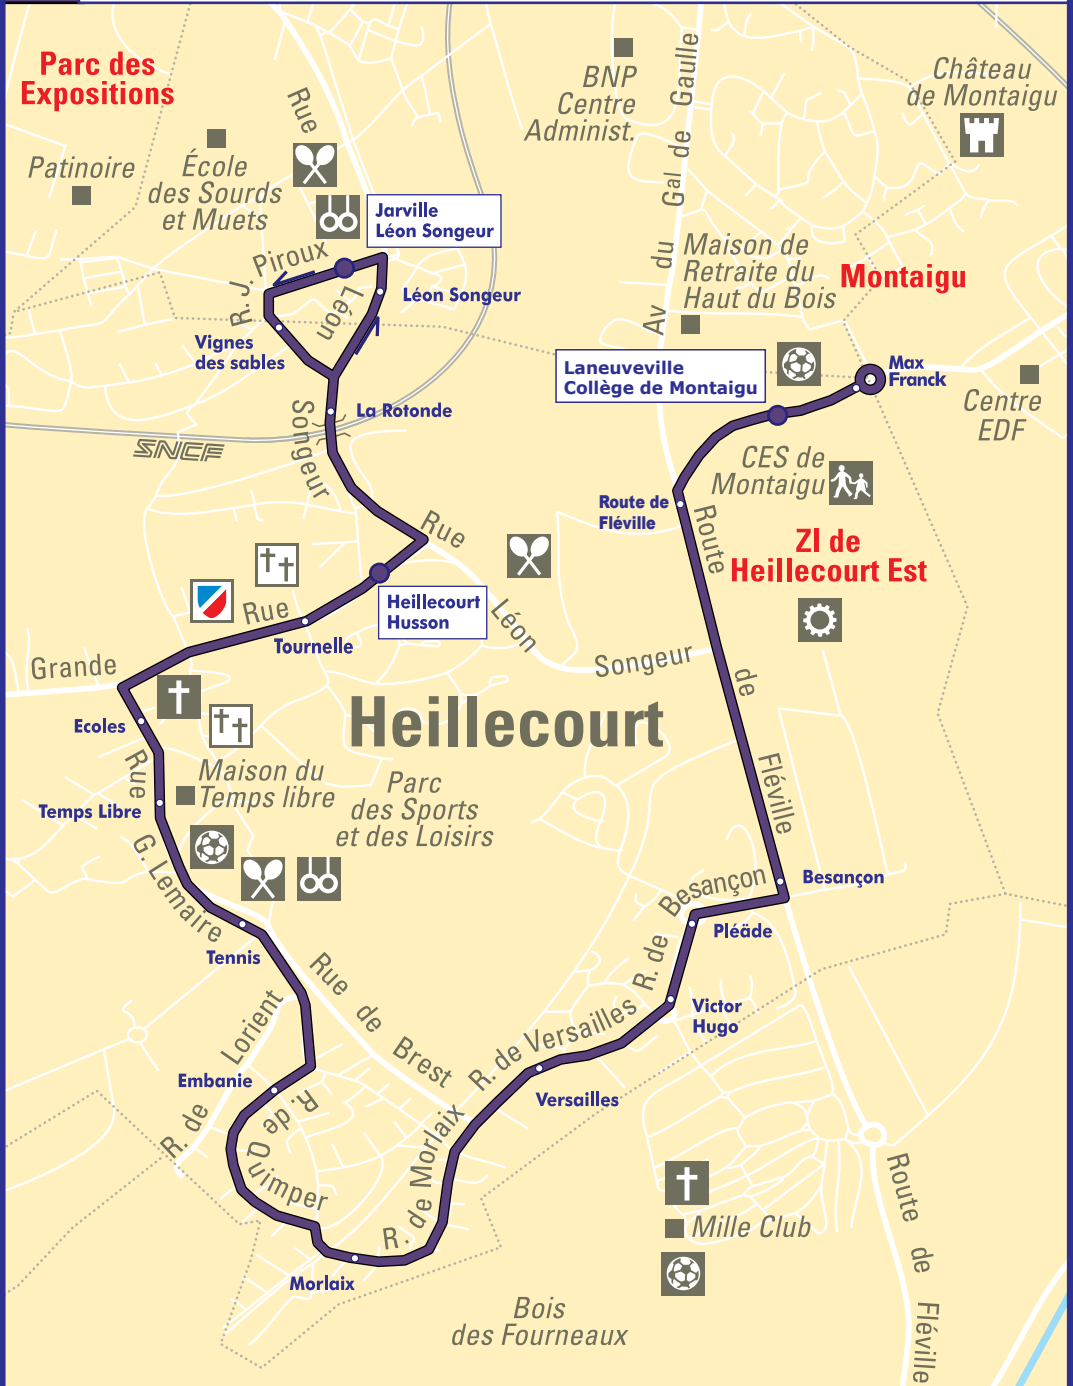 Parc des
Expositions
BNP
Centre
Administ.
Av du Gal de Gaulle
Château
de Montaigu
Patinoire
École
des Sourds
et Muets
Rue
Jarville
Léon Songeur
R. J Piroux
Léon
Léon Songeur
Vignes
des sables
Maison de
Retraite du
Haut du Bois
Montaigu
Laneuveville
Collège de Montaigu
Max
Franck
Centre
EDF
La Rotonde
Songeur
SNCF
CES de
Montaigu
Route de
Fléville
Route de Fléville
ZI de
Heillecourt Est
Rue Léon Songeur
Heillecourt
Husson
Grande Rue
Tournelle
Heillecourt
Ecoles
Rue G. Lemaire
Maison du
Temps libre
Temps Libre
Parc
des Sports
et des Loisirs
Tennis
Besançon
R. de Besançon
Pléäde
Victor
Hugo
Rue de Brest
R. de Lorient
R. de Versailles
Versailles
Embanie
R. de Quimper
R. de Morlaix
Morlaix
Mille Club
Bois
des Fourneaux
Route de Fléville